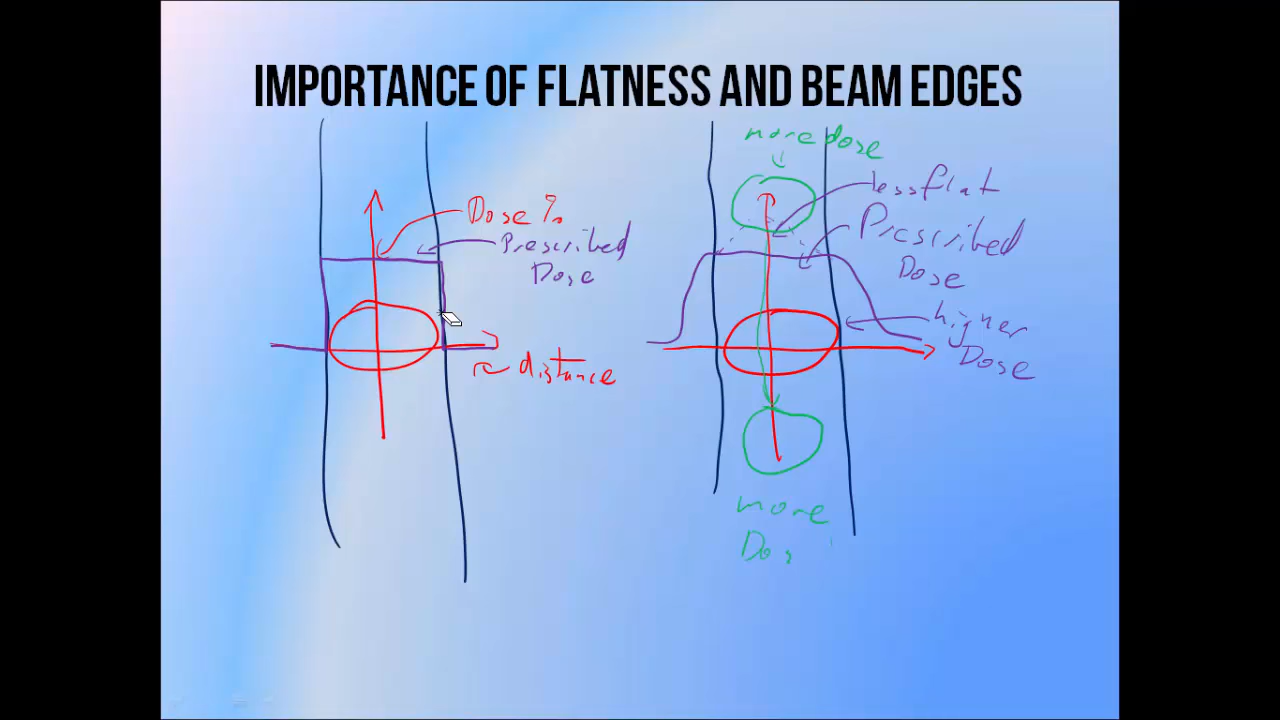 IMPORTANCE OF FLATNESS AND BEAM EDGES
Dose %
Prescribed
Dose
distance
more dose
less flat
Prescribed
Dose
higher
Dose
more
Dos